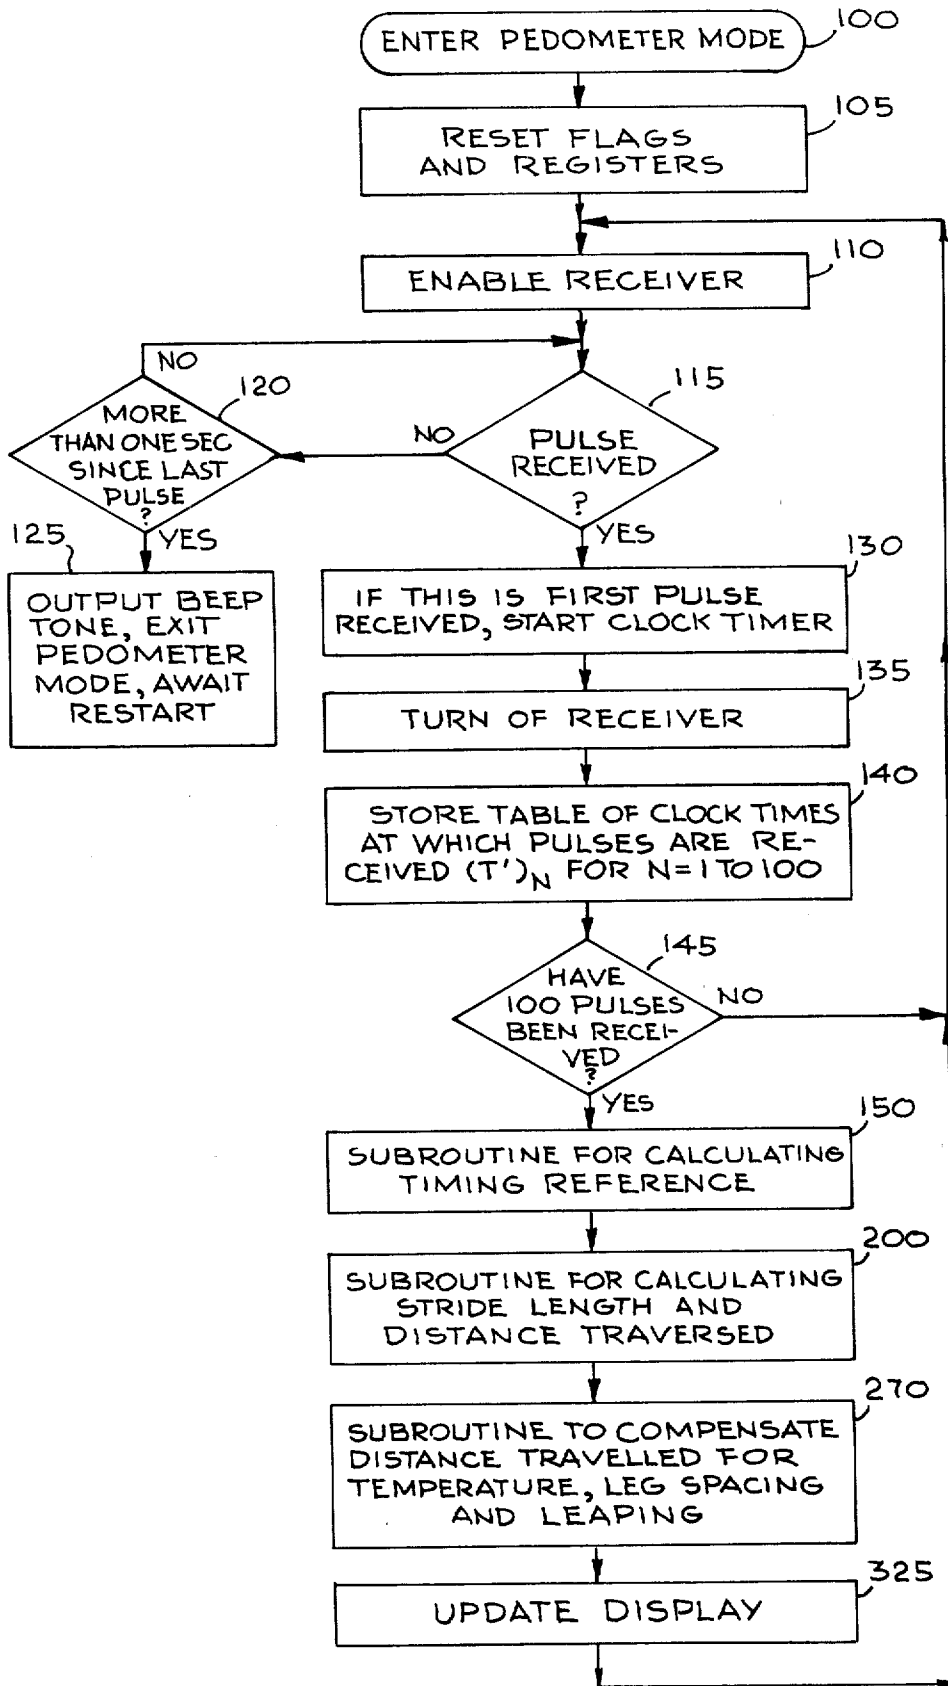 ENTER PEDOMETER MODE
100
RESET FLAGS
AND REGISTERS
105
ENABLE RECEIVER
110
PULSE
RECEIVED
?
115
NO
YES
MORE
THAN ONE SEC
SINCE LAST
PULSE
?
120
NO
YES
125
OUTPUT BEEP
TONE, EXIT
PEDOMETER
MODE, AWAIT
RESTART
130
IF THIS IS FIRST PULSE
RECEIVED, START CLOCK TIMER
135
TURN OF RECEIVER
140
STORE TABLE OF CLOCK TIMES
AT WHICH PULSES ARE RE-
CEIVED (T')N FOR N=1 TO 100
145
HAVE
100 PULSES
BEEN RECEI-
VED
?
NO
YES
150
SUBROUTINE FOR CALCULATING
TIMING REFERENCE
200
SUBROUTINE FOR CALCULATING
STRIDE LENGTH AND
DISTANCE TRAVERSED
270
SUBROUTINE TO COMPENSATE
DISTANCE TRAVELLED FOR
TEMPERATURE, LEG SPACING
AND LEAPING
325
UPDATE DISPLAY